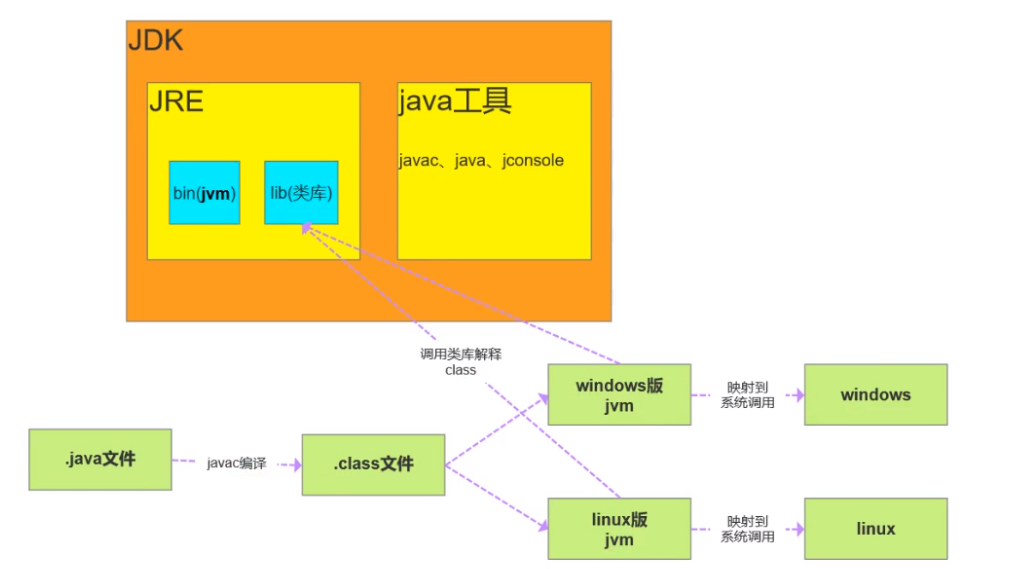 JDK
JRE
java工具
javac、java、jconsole
bin(jvm)
lib(类库)
调用类库解释
class
windows版
jvm
映射到
系统调用
windows
.java文件
javac编译
.class文件
linux版
jvm
映射到
系统调用
linux